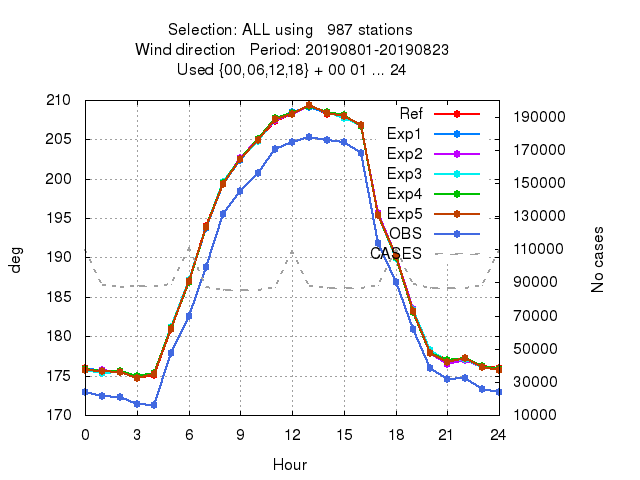 Selection: ALL using 987 stations
Wind direction Period: 20190801-20190823
Used {00,06,12,18} + 00 01 ... 24
210
205
200
195
190
185
180
175
170
deg
190000
170000
150000
130000
110000
90000
70000
50000
30000
10000
No cases
Ref
Exp1
Exp2
Exp3
Exp4
Exp5
OBS
CASES
0 3 6 9 12 15 18 21 24
Hour